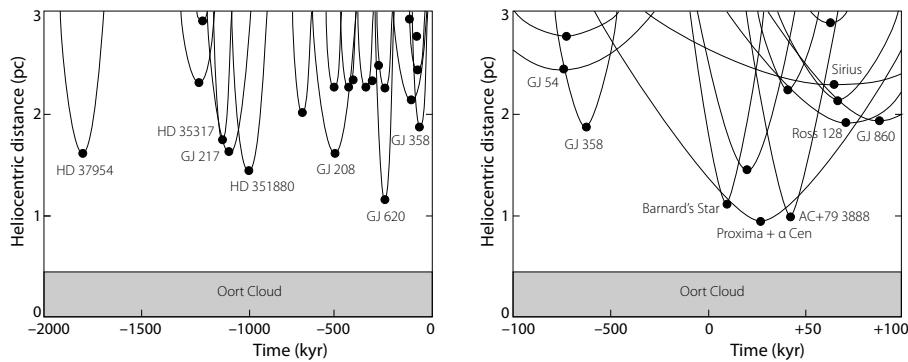 3
2
1
0
Heliocentric distance (pc)
HD 37954
HD 35317
GJ 217
HD 351880
GJ 208
GJ 620
GJ 358
Oort Cloud
−2000
−1500
−1000
−500
0
Time (kyr)
3
2
1
0
Heliocentric distance (pc)
GJ 54
GJ 358
Sirius
Ross 128
GJ 860
Barnard’s Star
AC+79 3888
Proxima + α Cen
Oort Cloud
−100
−500
0
+50
+100
Time (kyr)